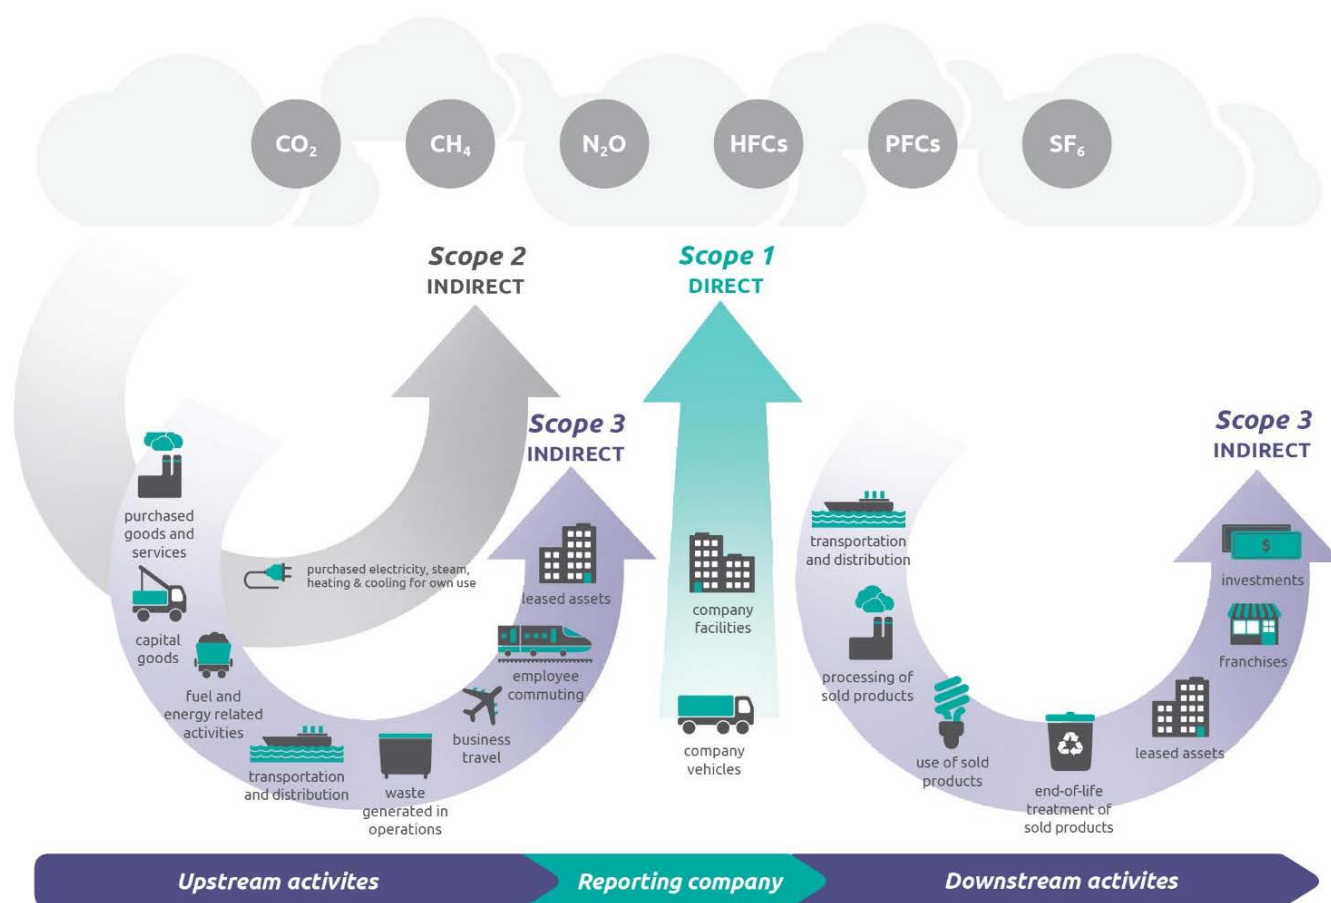 CO₂
CH₄
N₂O
HFCs
PFCs
SF₆
Scope 2
INDIRECT
Scope 1
DIRECT
Scope 3
INDIRECT
Scope 3
INDIRECT
purchased
goods and
services
capital
goods
fuel and
energy related
activities
transportation
and distribution
waste
generated in
operations
business
travel
employee
commuting
leased assets
purchased electricity, steam,
heating & cooling for own use
company
facilities
company
vehicles
transportation
and distribution
processing of
sold products
use of sold
products
end-of-life
treatment of
sold products
leased assets
franchises
$
investments
Upstream activites
Reporting company
Downstream activites